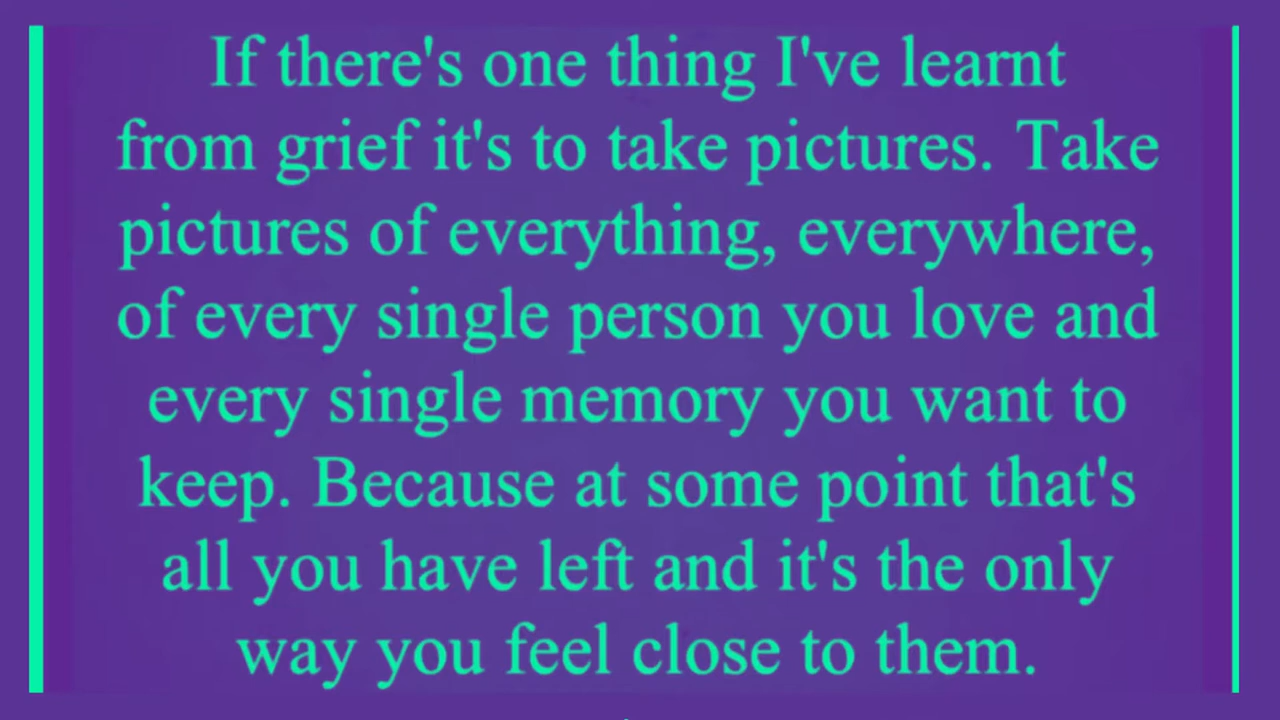 If there's one thing I've learnt
from grief it's to take pictures. Take
pictures of everything, everywhere,
of every single person you love and
every single memory you want to
keep. Because at some point that's
all you have left and it's the only
way you feel close to them.